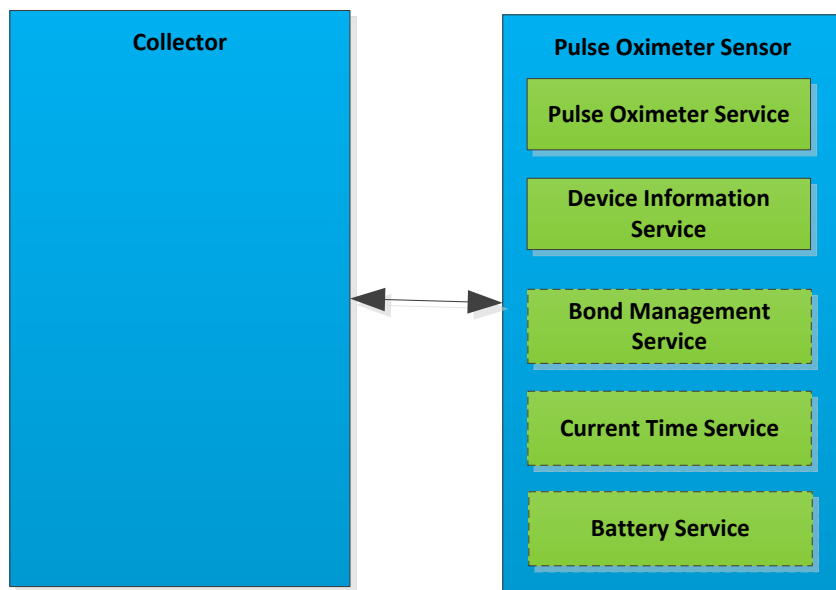 Collector
Pulse Oximeter Sensor
Pulse Oximeter Service
Device Information
Service
Bond Management
Service
Current Time Service
Battery Service